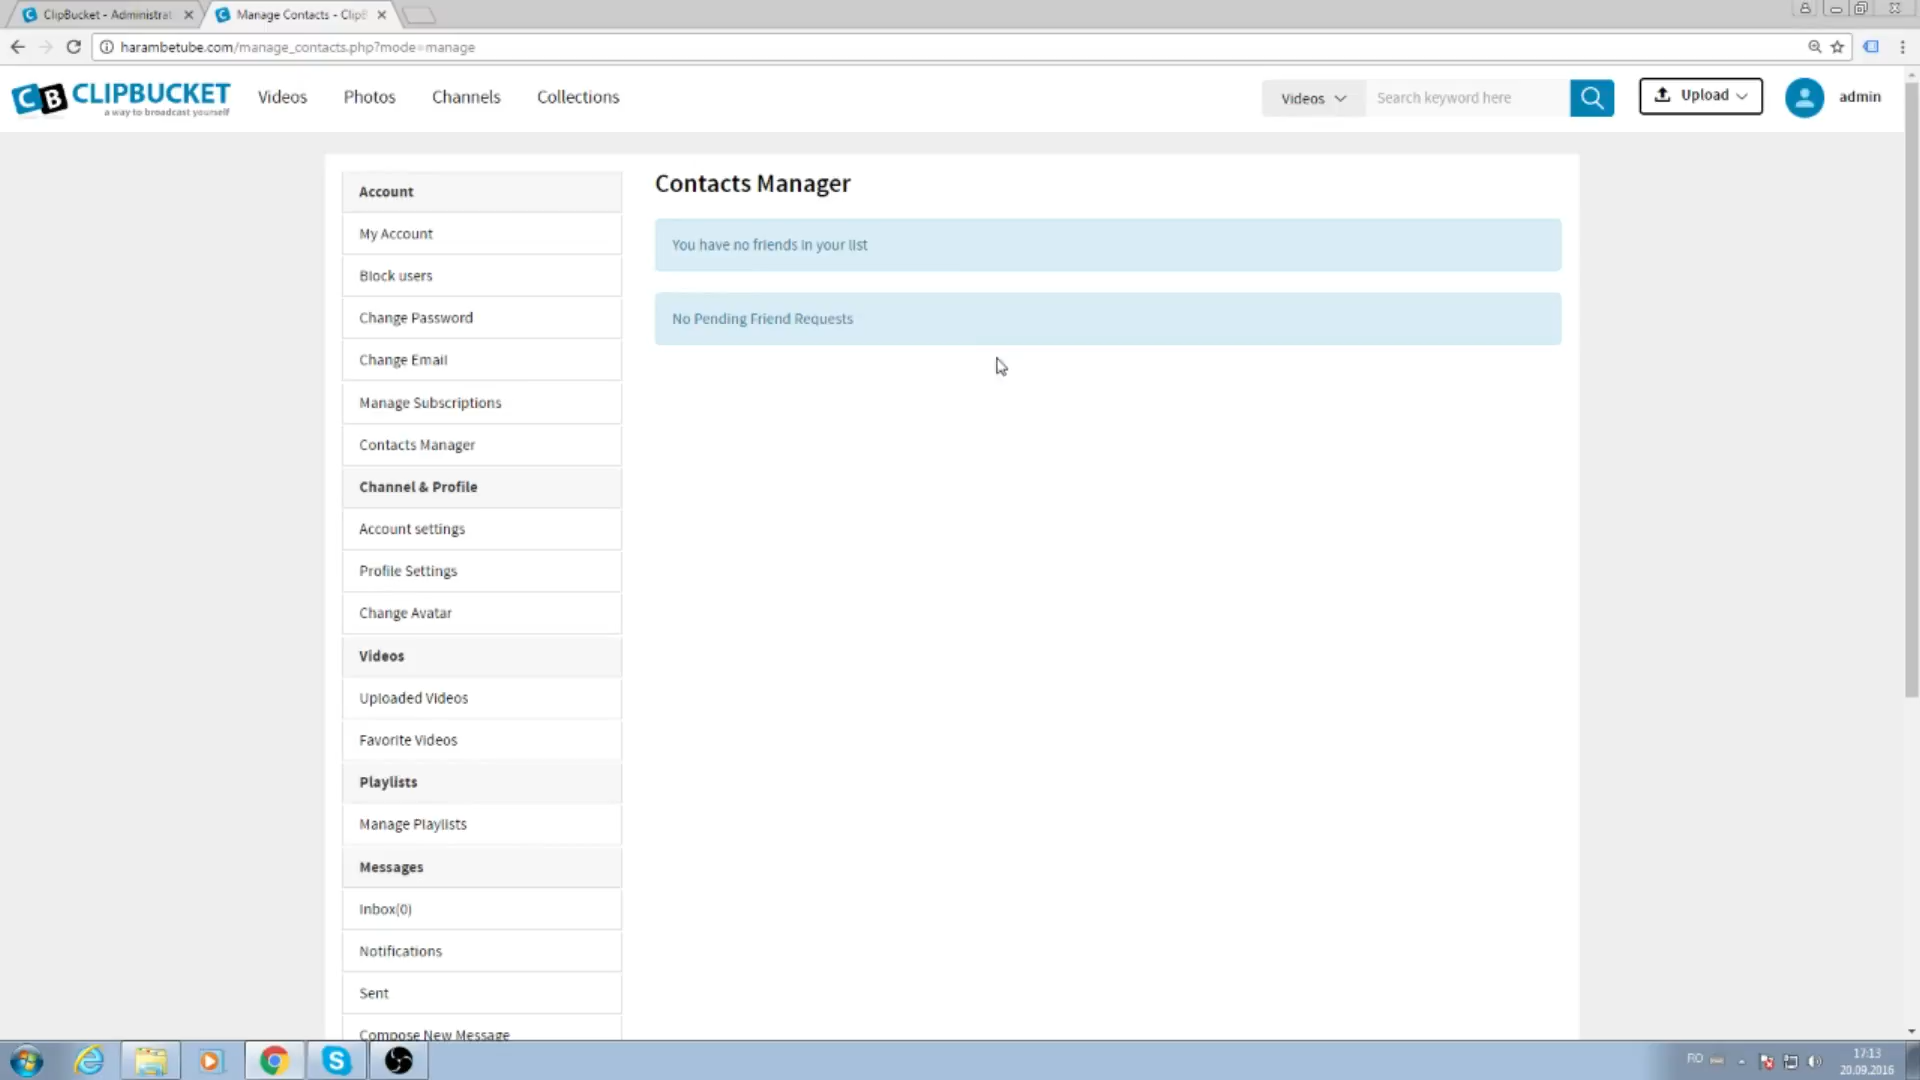 ClipBucket - Administrat
Manage Contacts - ClipB
harambetube.com/manage_contacts.php?mode=manage
CB CLIPBUCKET
a way to broadcast yourself
Videos
Photos
Channels
Collections
Videos
Search keyword here
Upload
admin
Account
My Account
Block users
Change Password
Change Email
Manage Subscriptions
Contacts Manager
Channel & Profile
Account settings
Profile Settings
Change Avatar
Videos
Uploaded Videos
Favorite Videos
Playlists
Manage Playlists
Messages
Inbox(0)
Notifications
Sent
Compose New Message
Contacts Manager
You have no friends in your list
No Pending Friend Requests
RO
17:13
20.09.2016